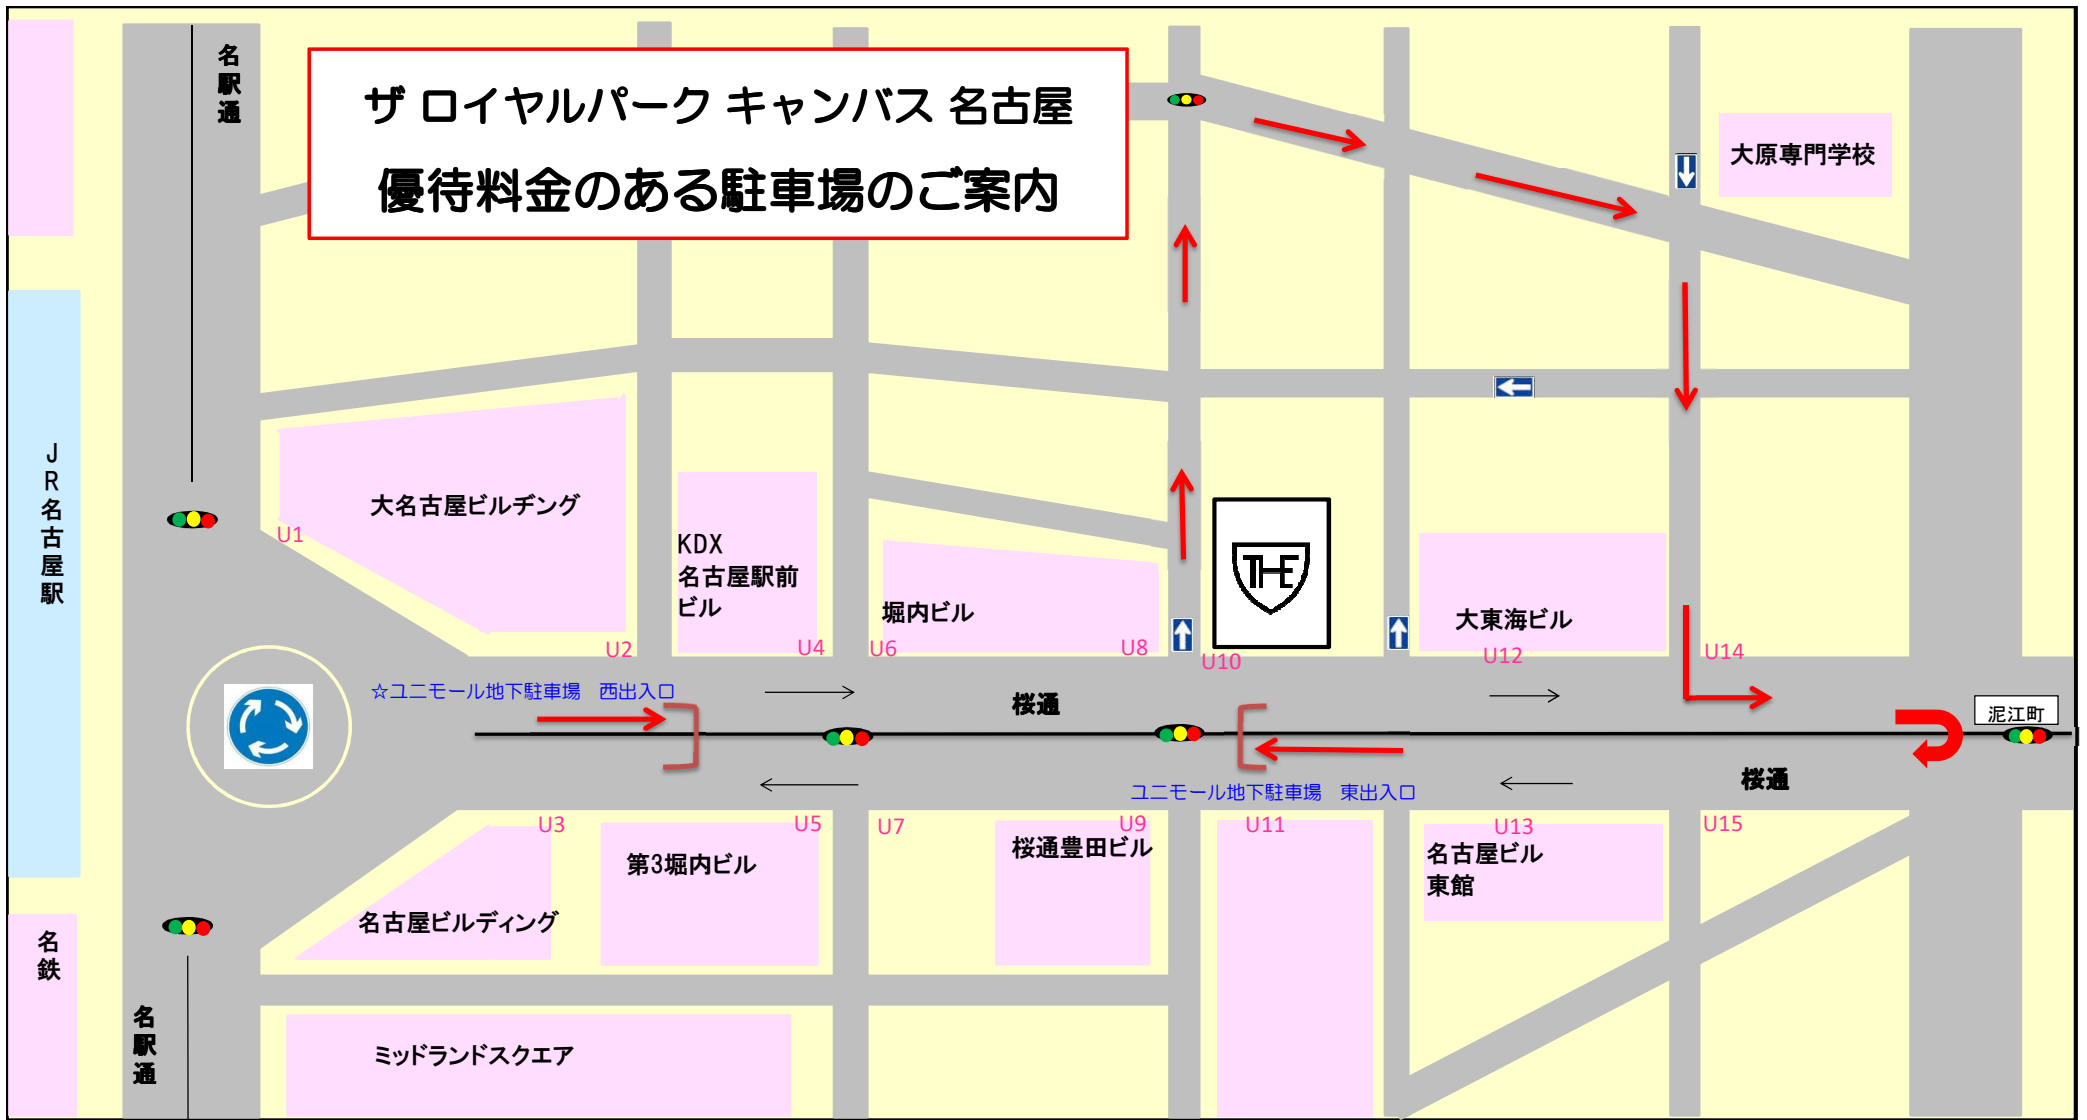 ザ ロイヤルパーク キャンバス 名古屋
優待料金のある駐車場のご案内
名駅通
大原専門学校
JR名古屋駅
大名古屋ビルヂング
U1
KDX
名古屋駅前
ビル
堀内ビル
THE
大東海ビル
U2
U4
U6
U8
U10
U12
U14
☆ユニモール地下駐車場 西出入口
桜通
泥江町
桜通
ユニモール地下駐車場 東出入口
U3
U5
U7
U9
U11
U13
U15
第3堀内ビル
桜通豊田ビル
名古屋ビル
東館
名古屋ビルディング
名鉄
名駅通
ミッドランドスクエア